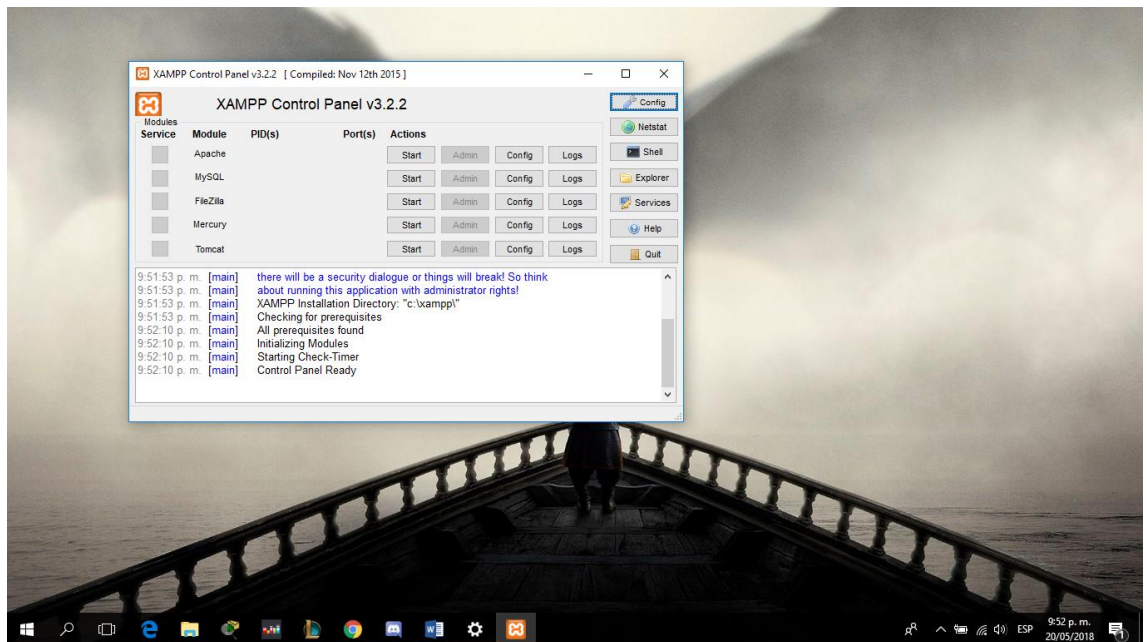 XAMPP Control Panel v3.2.2 [ Compiled: Nov 12th 2015 ]
XAMPP Control Panel v3.2.2
Config
Modules
Service Module PID(s) Port(s) Actions
Netstat
Apache Start Admin Config Logs
Shell
MySQL Start Admin Config Logs
Explorer
FileZilla Start Admin Config Logs
Services
Mercury Start Admin Config Logs
Help
Tomcat Start Admin Config Logs
Quit
9:51:53 p. m. [main] there will be a security dialogue or things will break! So think
9:51:53 p. m. [main] about running this application with administrator rights!
9:51:53 p. m. [main] XAMPP Installation Directory: "c:\xampp\"
9:51:53 p. m. [main] Checking for prerequisites
9:52:10 p. m. [main] All prerequisites found
9:52:10 p. m. [main] Initializing Modules
9:52:10 p. m. [main] Starting Check-Timer
9:52:10 p. m. [main] Control Panel Ready
ESP
9:52 p. m.
20/05/2018